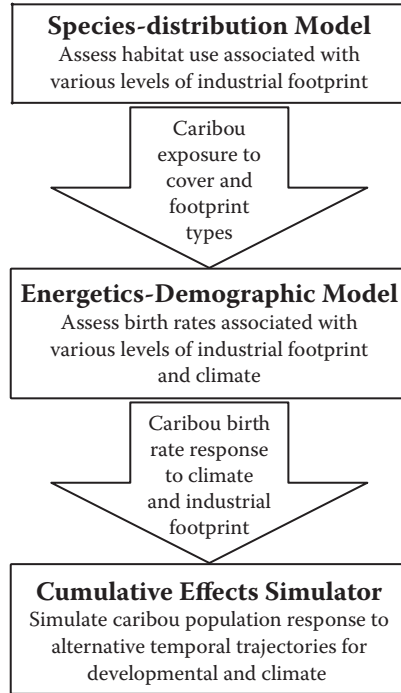 Species-distribution Model
Assess habitat use associated with
various levels of industrial footprint
Caribou
exposure to
cover and
footprint
types
Energetics-Demographic Model
Assess birth rates associated with
various levels of industrial footprint
and climate
Caribou birth
rate response
to climate
and industrial
footprint
Cumulative Effects Simulator
Simulate caribou population response to
alternative temporal trajectories for
developmental and climate